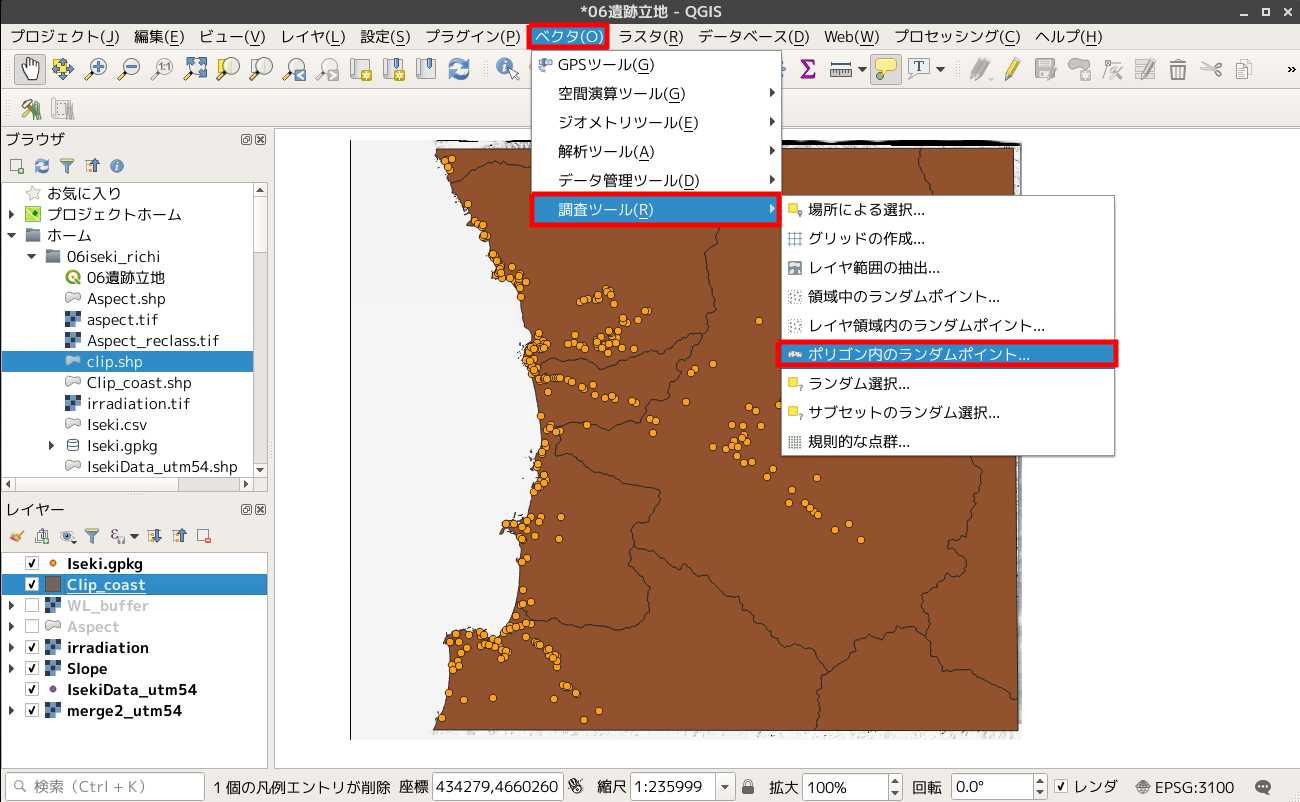 *06遺跡立地 - QGIS
プロジェクト(J) 編集(E) ビュー(V) レイヤ(L) 設定(S) プラグイン(P) ベクタ(O) ラスタ(R) データベース(D) Web(W) プロセッシング(C) ヘルプ(H)
GPSツール(G)
空間演算ツール(G)
ジオメトリツール(E)
解析ツール(A)
データ管理ツール(D)
調査ツール(R)
場所による選択...
グリッドの作成...
レイヤ範囲の抽出...
領域中のランダムポイント...
レイヤ領域内のランダムポイント...
ポリゴン内のランダムポイント...
ランダム選択...
サブセットのランダム選択...
規則的な点群...
ブラウザ
お気に入り
プロジェクトホーム
ホーム
06iseki_richi
06遺跡立地
Aspect.shp
aspect.tif
Aspect_reclass.tif
clip.shp
Clip_coast.shp
irradiation.tif
Iseki.csv
Iseki.gpkg
IsekiData_utm54.shp
レイヤー
Iseki.gpkg
Clip_coast
WL_buffer
Aspect
irradiation
Slope
IsekiData_utm54
merge2_utm54
検索 (Ctrl + K) 1 個の凡例エントリが削除 座標 434279,4660260 縮尺 1:235999 拡大 100% 回転 0.0° レンダ EPSG:3100